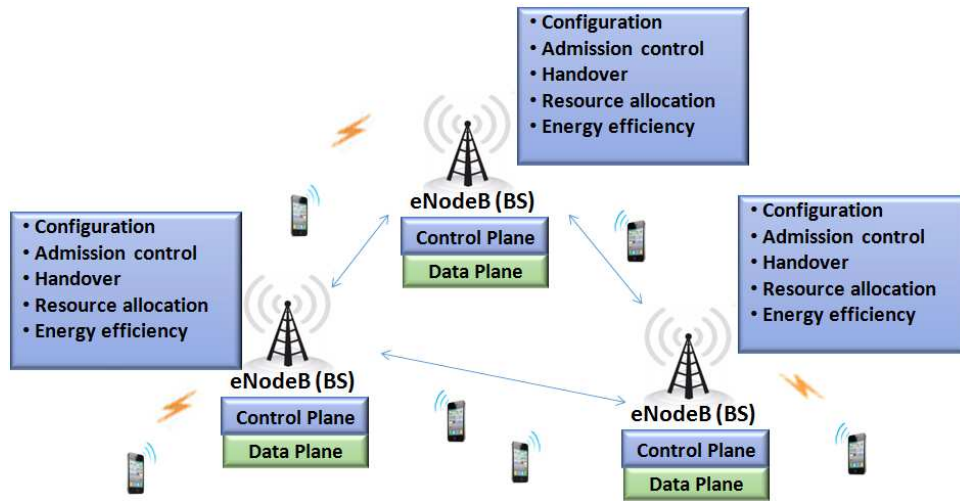 • Configuration
• Admission control
• Handover
• Resource allocation
• Energy efficiency
eNodeB (BS)
Control Plane
Data Plane
• Configuration
• Admission control
• Handover
• Resource allocation
• Energy efficiency
eNodeB (BS)
Control Plane
Data Plane
• Configuration
• Admission control
• Handover
• Resource allocation
• Energy efficiency
eNodeB (BS)
Control Plane
Data Plane